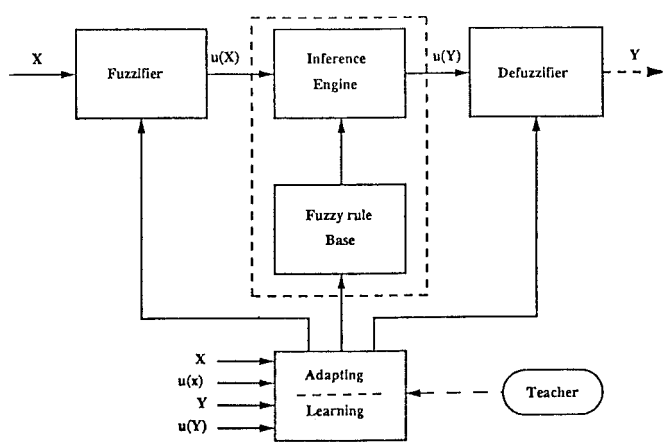 X
Fuzzifier
u(X)
Inference
Engine
u(Y)
Defuzzifier
Y
Fuzzy rule
Base
X
u(x)
Y
u(Y)
Adapting
Learning
Teacher